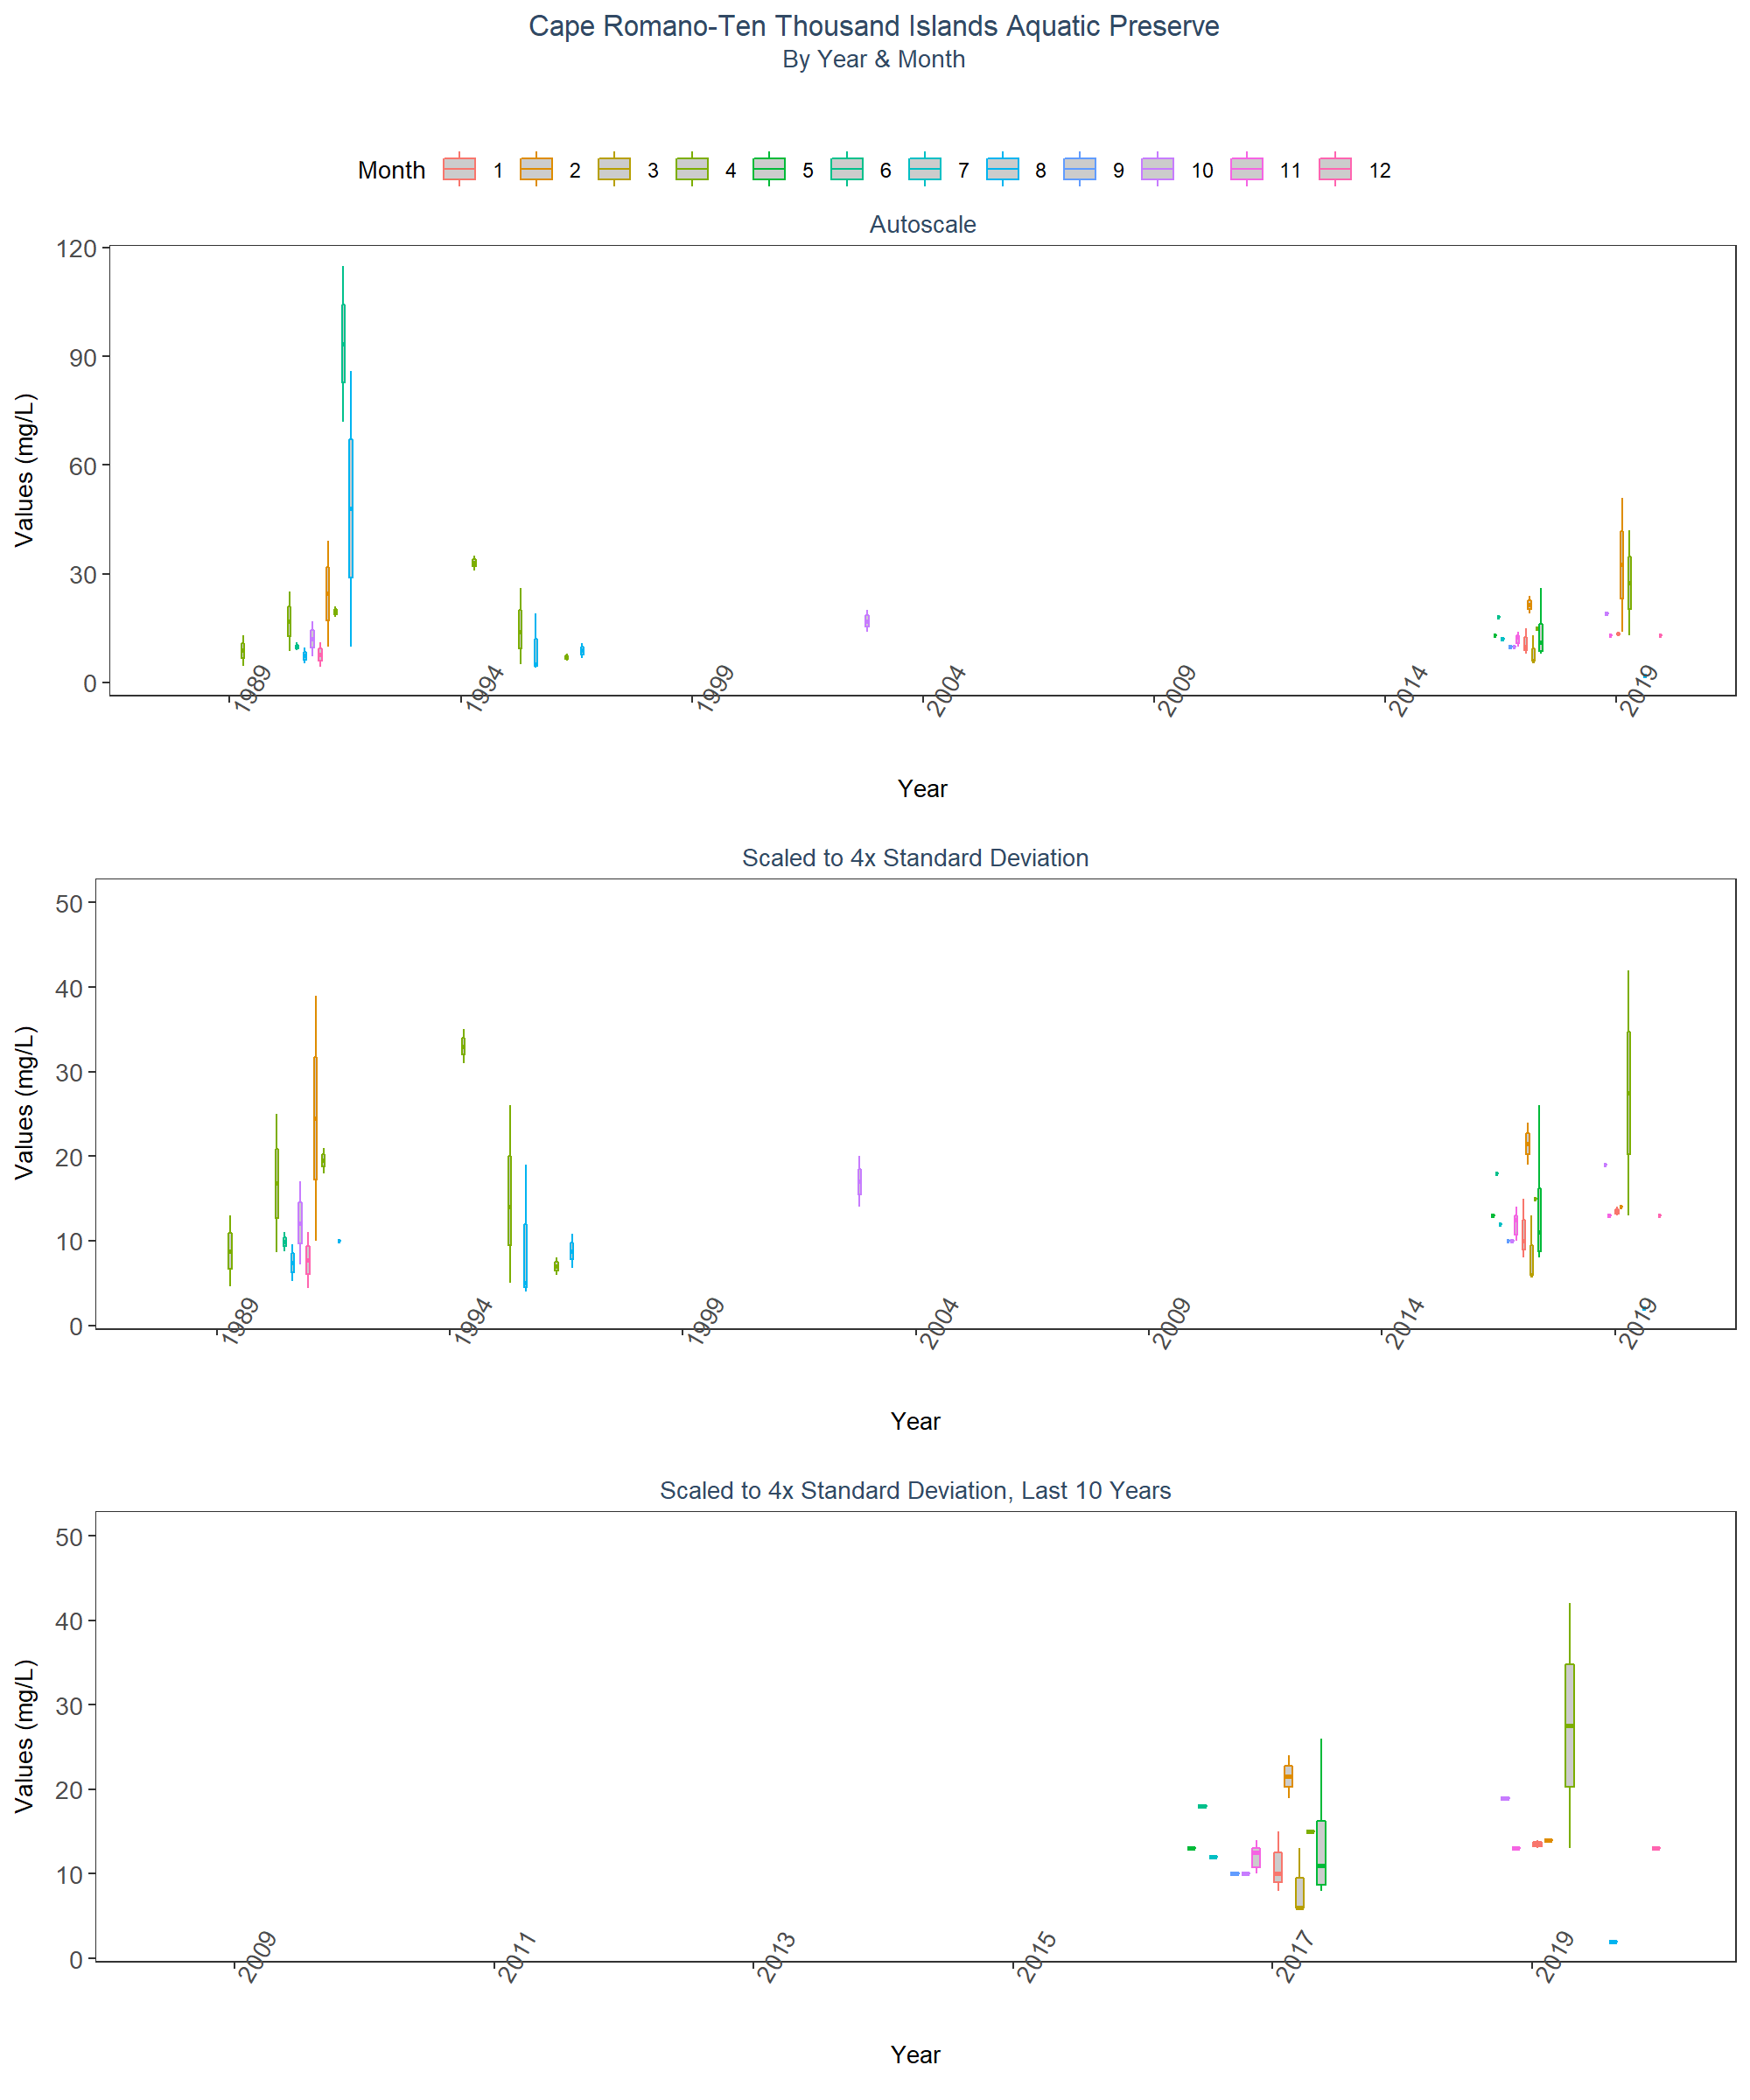 Cape Romano-Ten Thousand Islands Aquatic Preserve
By Year & Month
Month 1 2 3 4 5 6 7 8 9 10 11 12
Autoscale
Values (mg/L)
120
90
60
30
0
1989 1994 1999 2004 2009 2014 2019
Year
Scaled to 4x Standard Deviation
Values (mg/L)
50
40
30
20
10
0
1989 1994 1999 2004 2009 2014 2019
Year
Scaled to 4x Standard Deviation, Last 10 Years
Values (mg/L)
50
40
30
20
10
0
2009 2011 2013 2015 2017 2019
Year